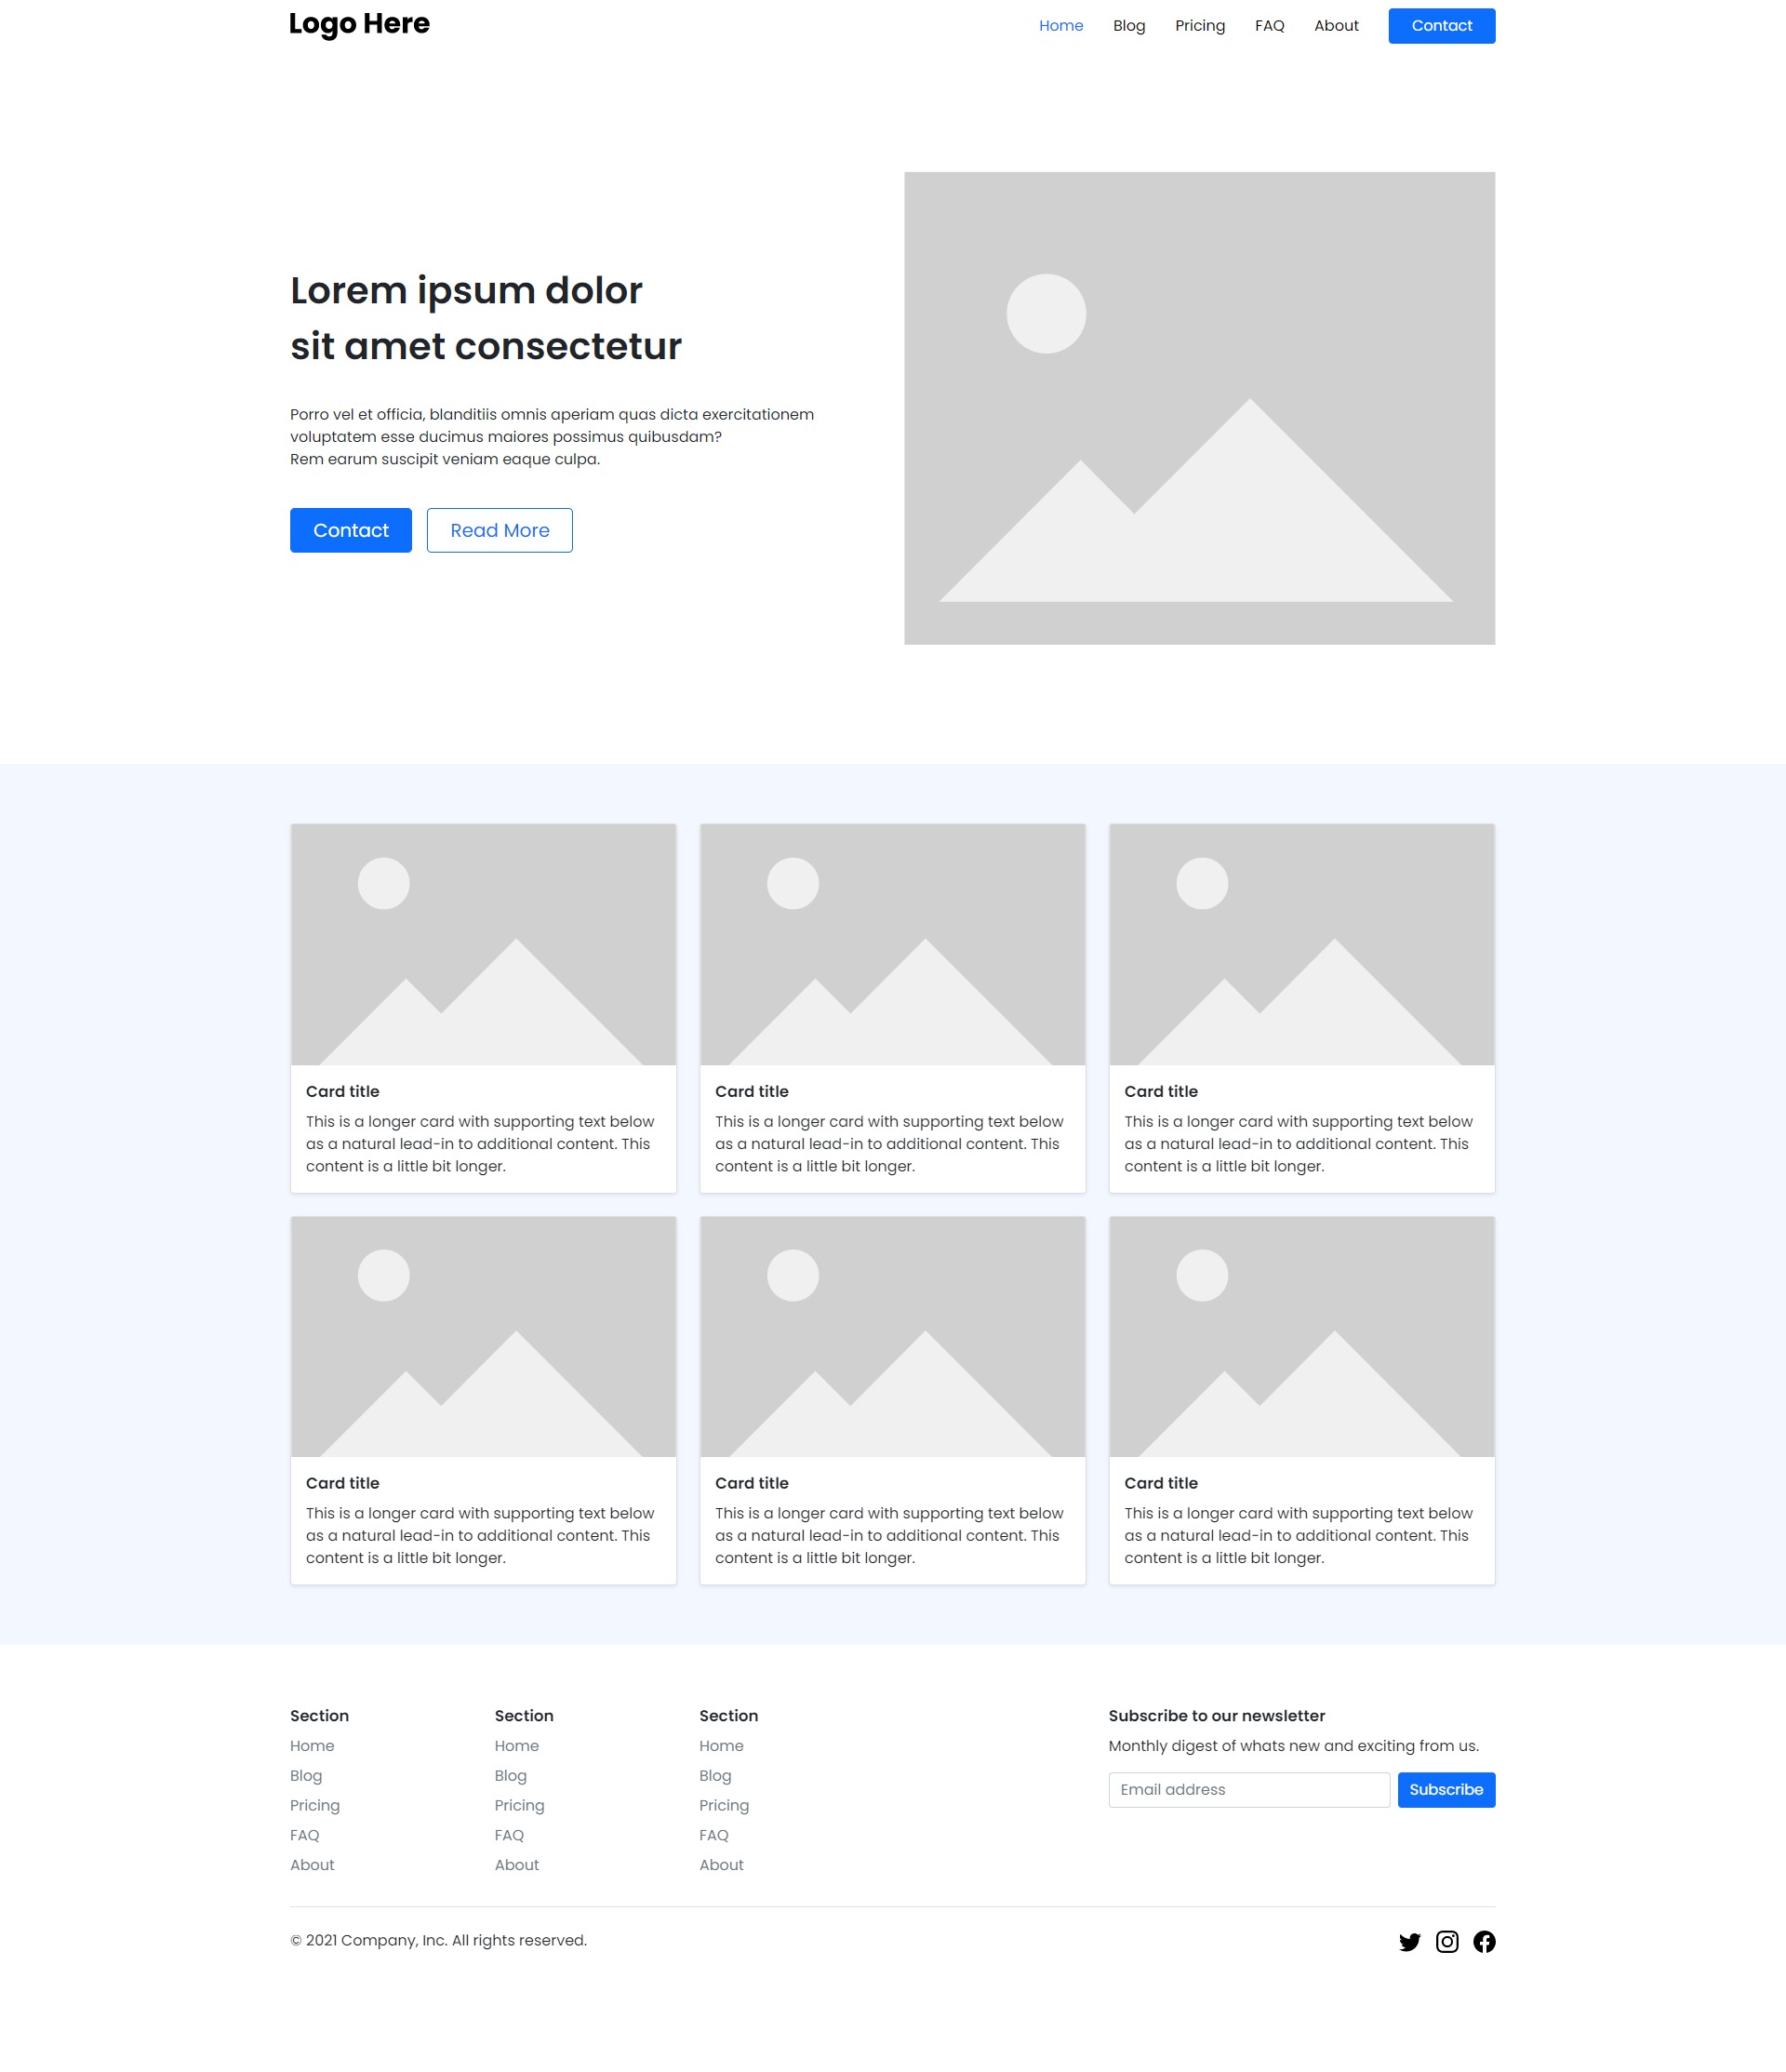 Logo Here
Home Blog Pricing FAQ About Contact
Lorem ipsum dolor
sit amet consectetur
Porro vel et officia, blanditiis omnis aperiam quas dicta exercitationem
voluptatem esse ducimus maiores possimus quibusdam?
Rem earum suscipit veniam eaque culpa.
Contact Read More
Card title
This is a longer card with supporting text below
as a natural lead-in to additional content. This
content is a little bit longer.
Card title
This is a longer card with supporting text below
as a natural lead-in to additional content. This
content is a little bit longer.
Card title
This is a longer card with supporting text below
as a natural lead-in to additional content. This
content is a little bit longer.
Card title
This is a longer card with supporting text below
as a natural lead-in to additional content. This
content is a little bit longer.
Card title
This is a longer card with supporting text below
as a natural lead-in to additional content. This
content is a little bit longer.
Card title
This is a longer card with supporting text below
as a natural lead-in to additional content. This
content is a little bit longer.
Section
Home
Blog
Pricing
FAQ
About
Section
Home
Blog
Pricing
FAQ
About
Section
Home
Blog
Pricing
FAQ
About
Subscribe to our newsletter
Monthly digest of whats new and exciting from us.
Email address Subscribe
© 2021 Company, Inc. All rights reserved.